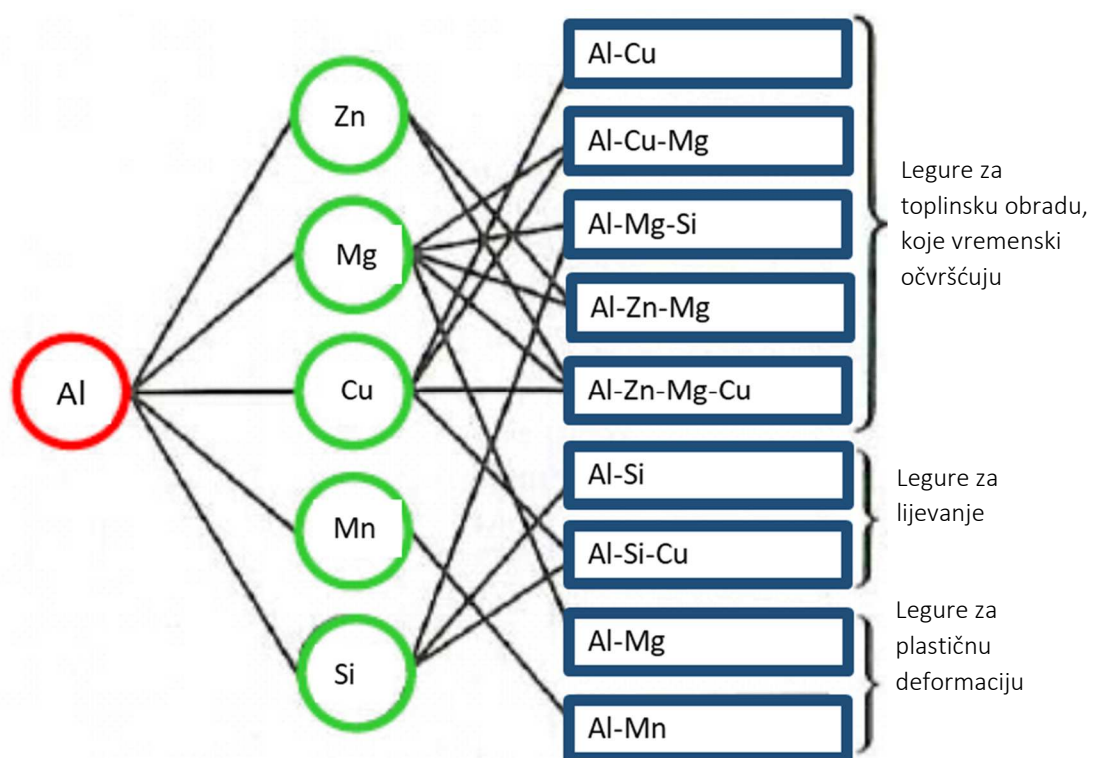 Al
Zn
Mg
Cu
Mn
Si
Al-Cu
Al-Cu-Mg
Al-Mg-Si
Al-Zn-Mg
Al-Zn-Mg-Cu
Al-Si
Al-Si-Cu
Al-Mg
Al-Mn
Legure za
toplinsku obradu,
koje vremenski
očvršćuju
Legure za
lijevanje
Legure za
plastičnu
deformaciju